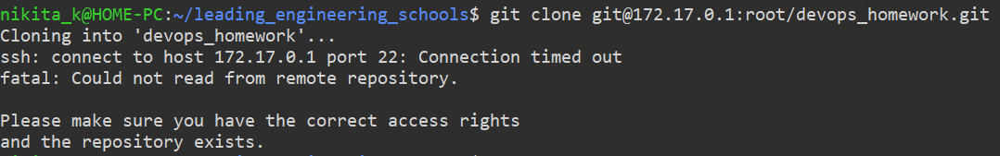 nikita_k@HOME-PC:~/leading_engineering_schools$ git clone git@172.17.0.1:root/devops_homework.git
Cloning into 'devops_homework'...
ssh: connect to host 172.17.0.1 port 22: Connection timed out
fatal: Could not read from remote repository.

Please make sure you have the correct access rights
and the repository exists.